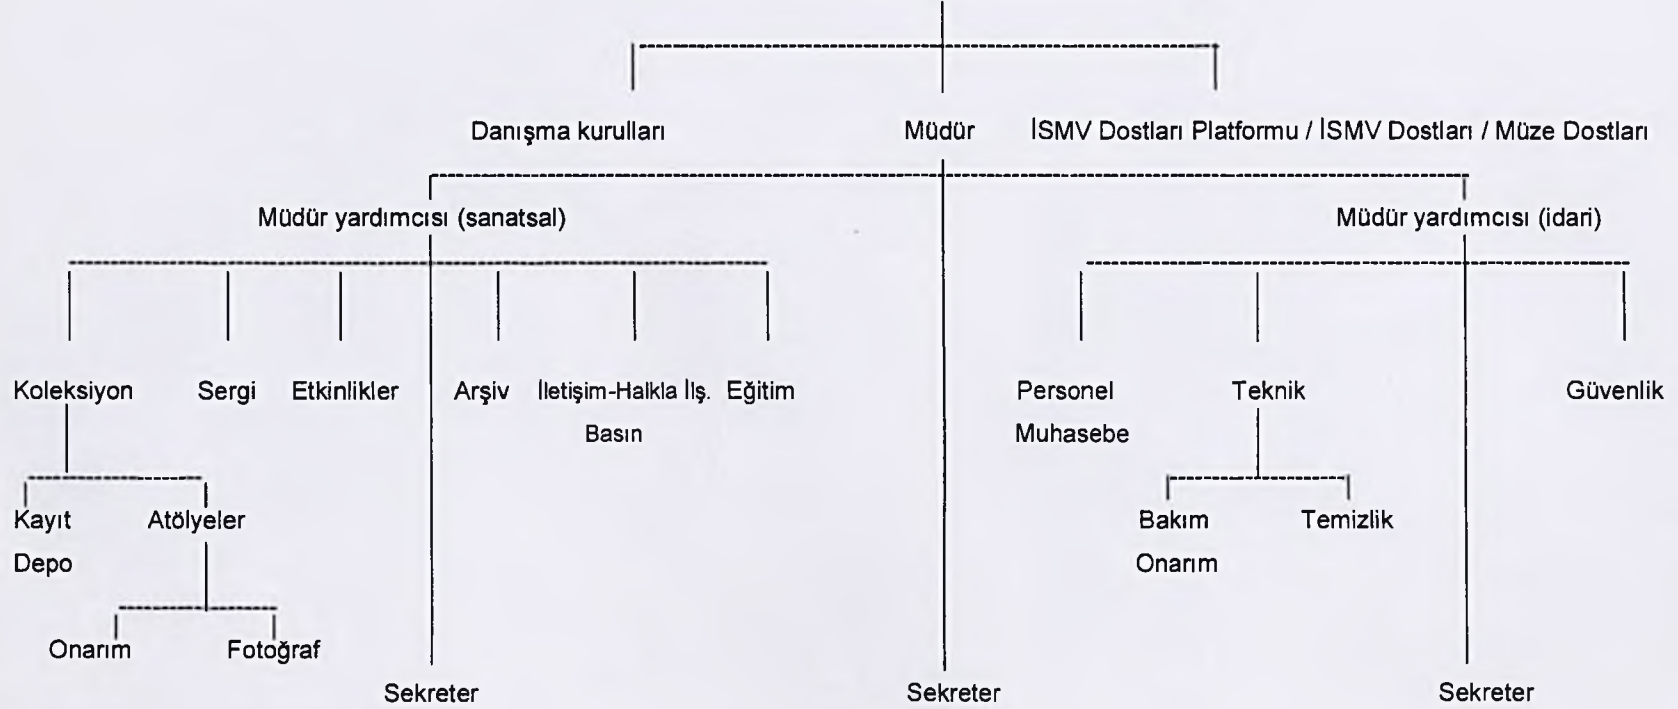 Danışma kurulları Müdür İSMV Dostları Platformu / İSMV Dostları / Müze Dostları
Müdür yardımcısı (sanatsal) Müdür yardımcısı (idari)
Koleksiyon Sergi Etkinlikler Arşiv İletişim-Halkla İlş. Eğitim Personel Teknik Güvenlik
Basın Muhasebe
Kayıt Atölyeler Bakım Temizlik
Depo Onarım
Onarım Fotoğraf
Sekreter Sekreter Sekreter